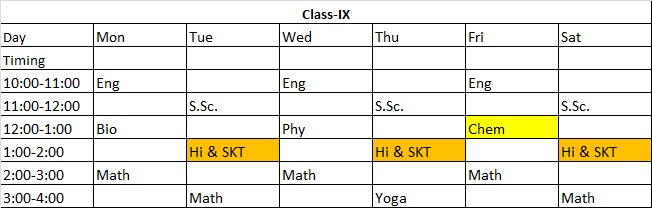 Class-IX
Day Mon Tue Wed Thu Fri Sat
Timing
10:00-11:00 Eng Eng Eng
11:00-12:00 S.Sc. S.Sc. S.Sc.
12:00-1:00 Bio Phy Chem
1:00-2:00 Hi & SKT Hi & SKT Hi & SKT
2:00-3:00 Math Math Math
3:00-4:00 Math Yoga Math